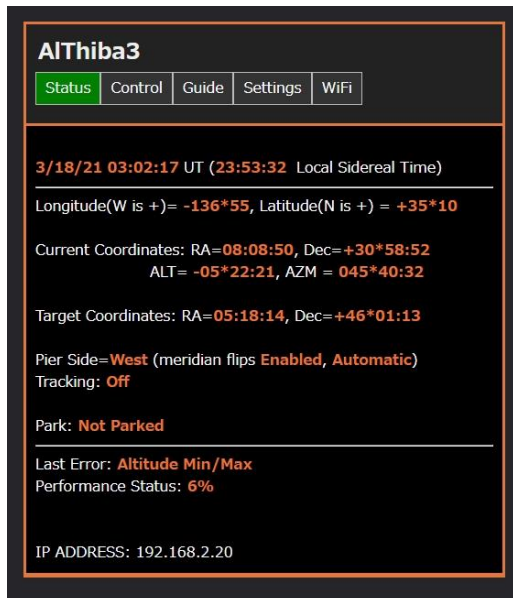 AlThiba3
Status Control Guide Settings WiFi
3/18/21 03:02:17 UT (23:53:32 Local Sidereal Time)
Longitude(W is +)= -136*55, Latitude(N is +) = +35*10
Current Coordinates: RA=08:08:50, Dec=+30*58:52
ALT= -05*22:21, AZM = 045*40:32
Target Coordinates: RA=05:18:14, Dec=+46*01:13
Pier Side=West (meridian flips Enabled, Automatic)
Tracking: Off
Park: Not Parked
Last Error: Altitude Min/Max
Performance Status: 6%
IP ADDRESS: 192.168.2.20